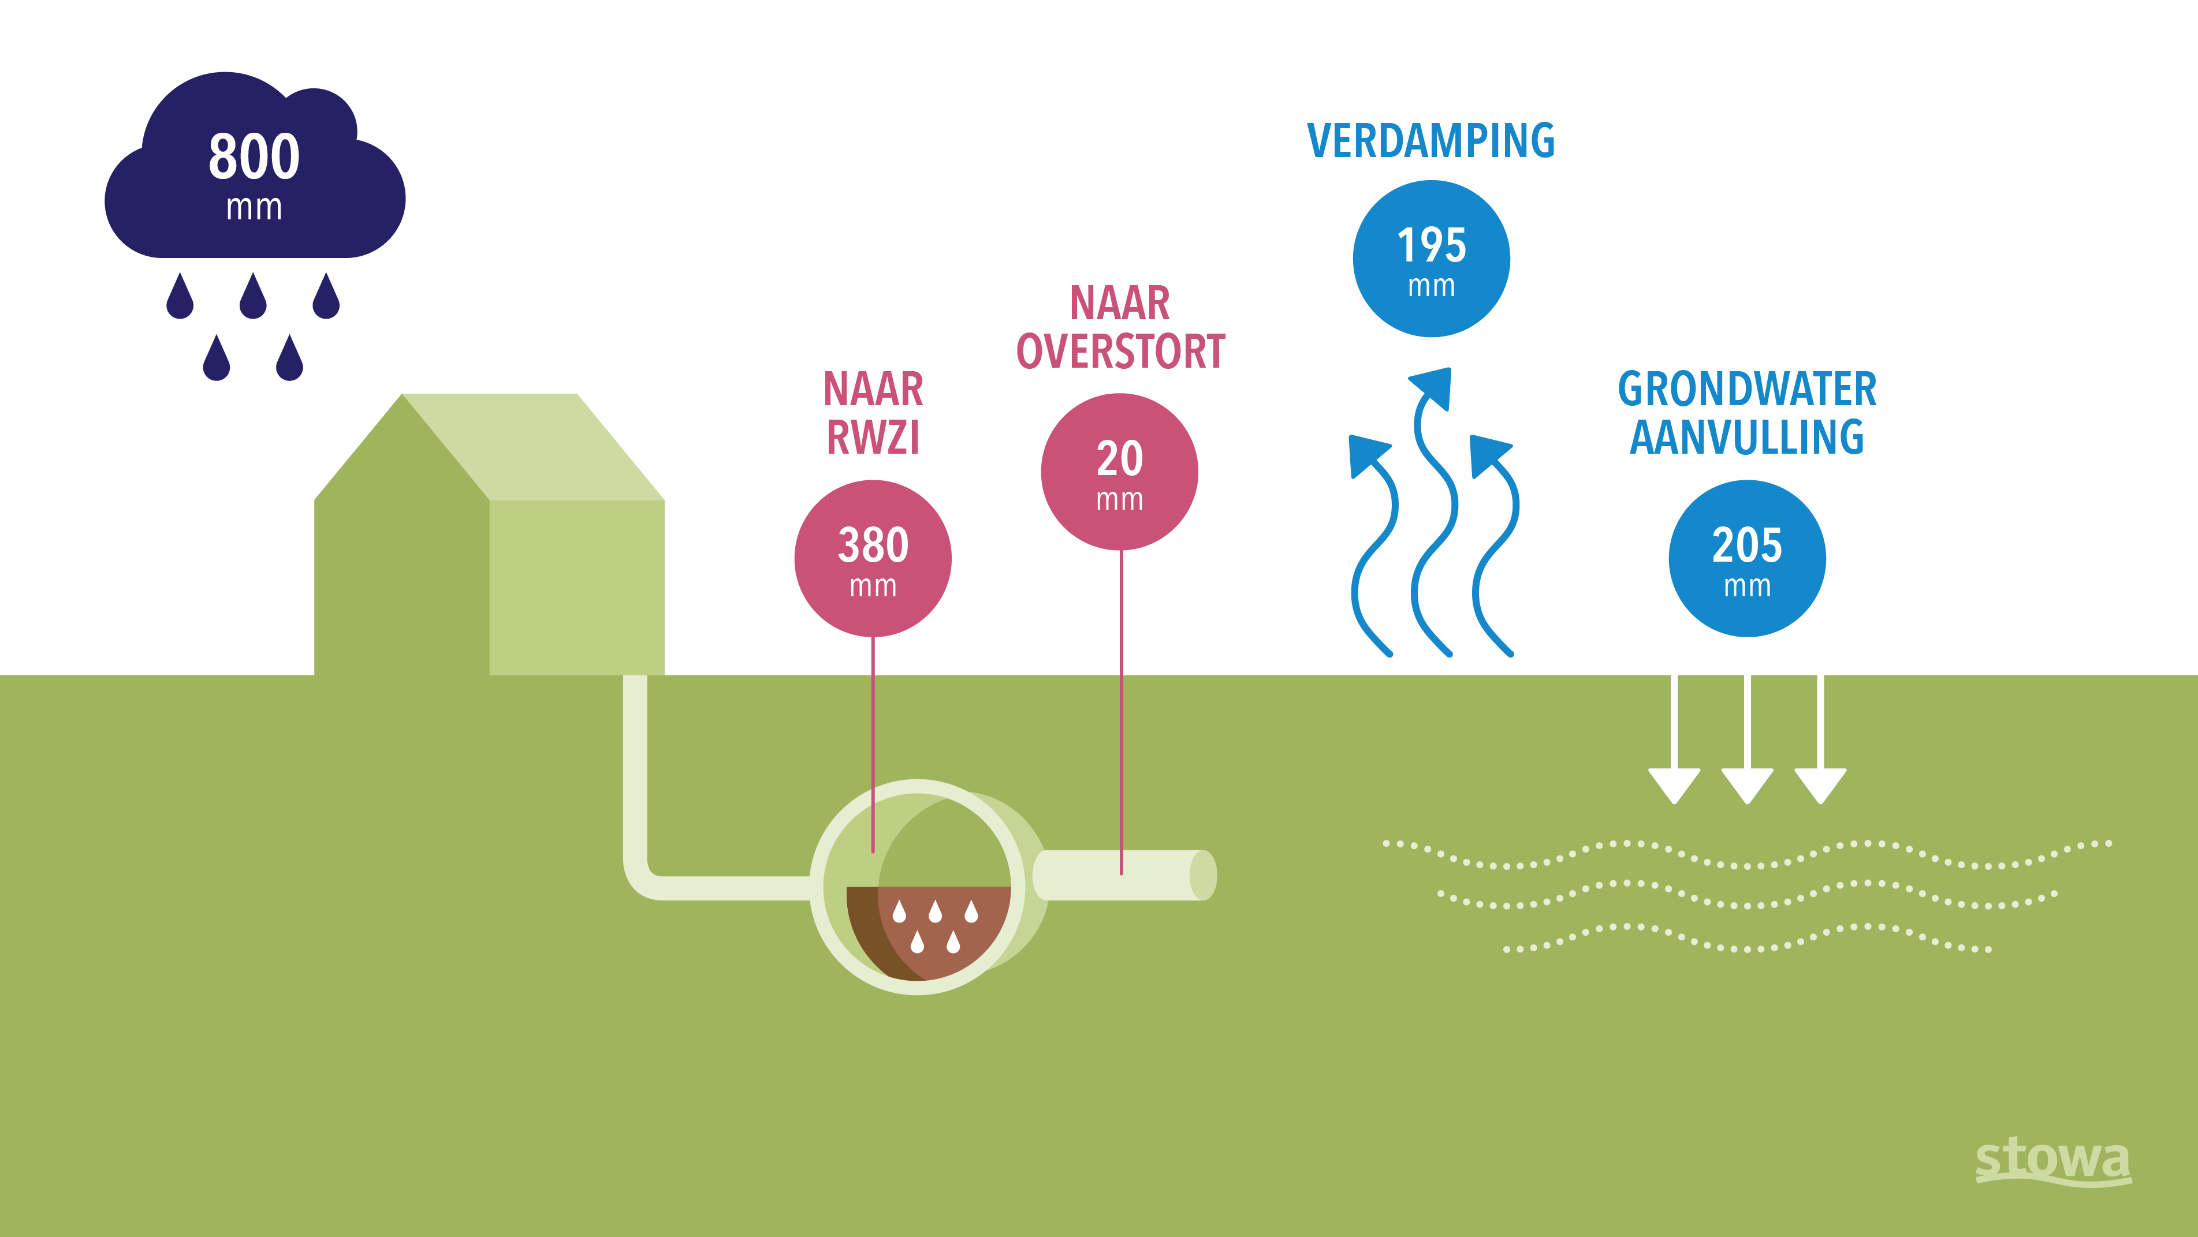 800
mm
NAAR
RWZI
380
mm
NAAR
OVERSTORT
20
mm
VERDAMPING
195
mm
GRONDWATER
AANVULLING
205
mm
stowa